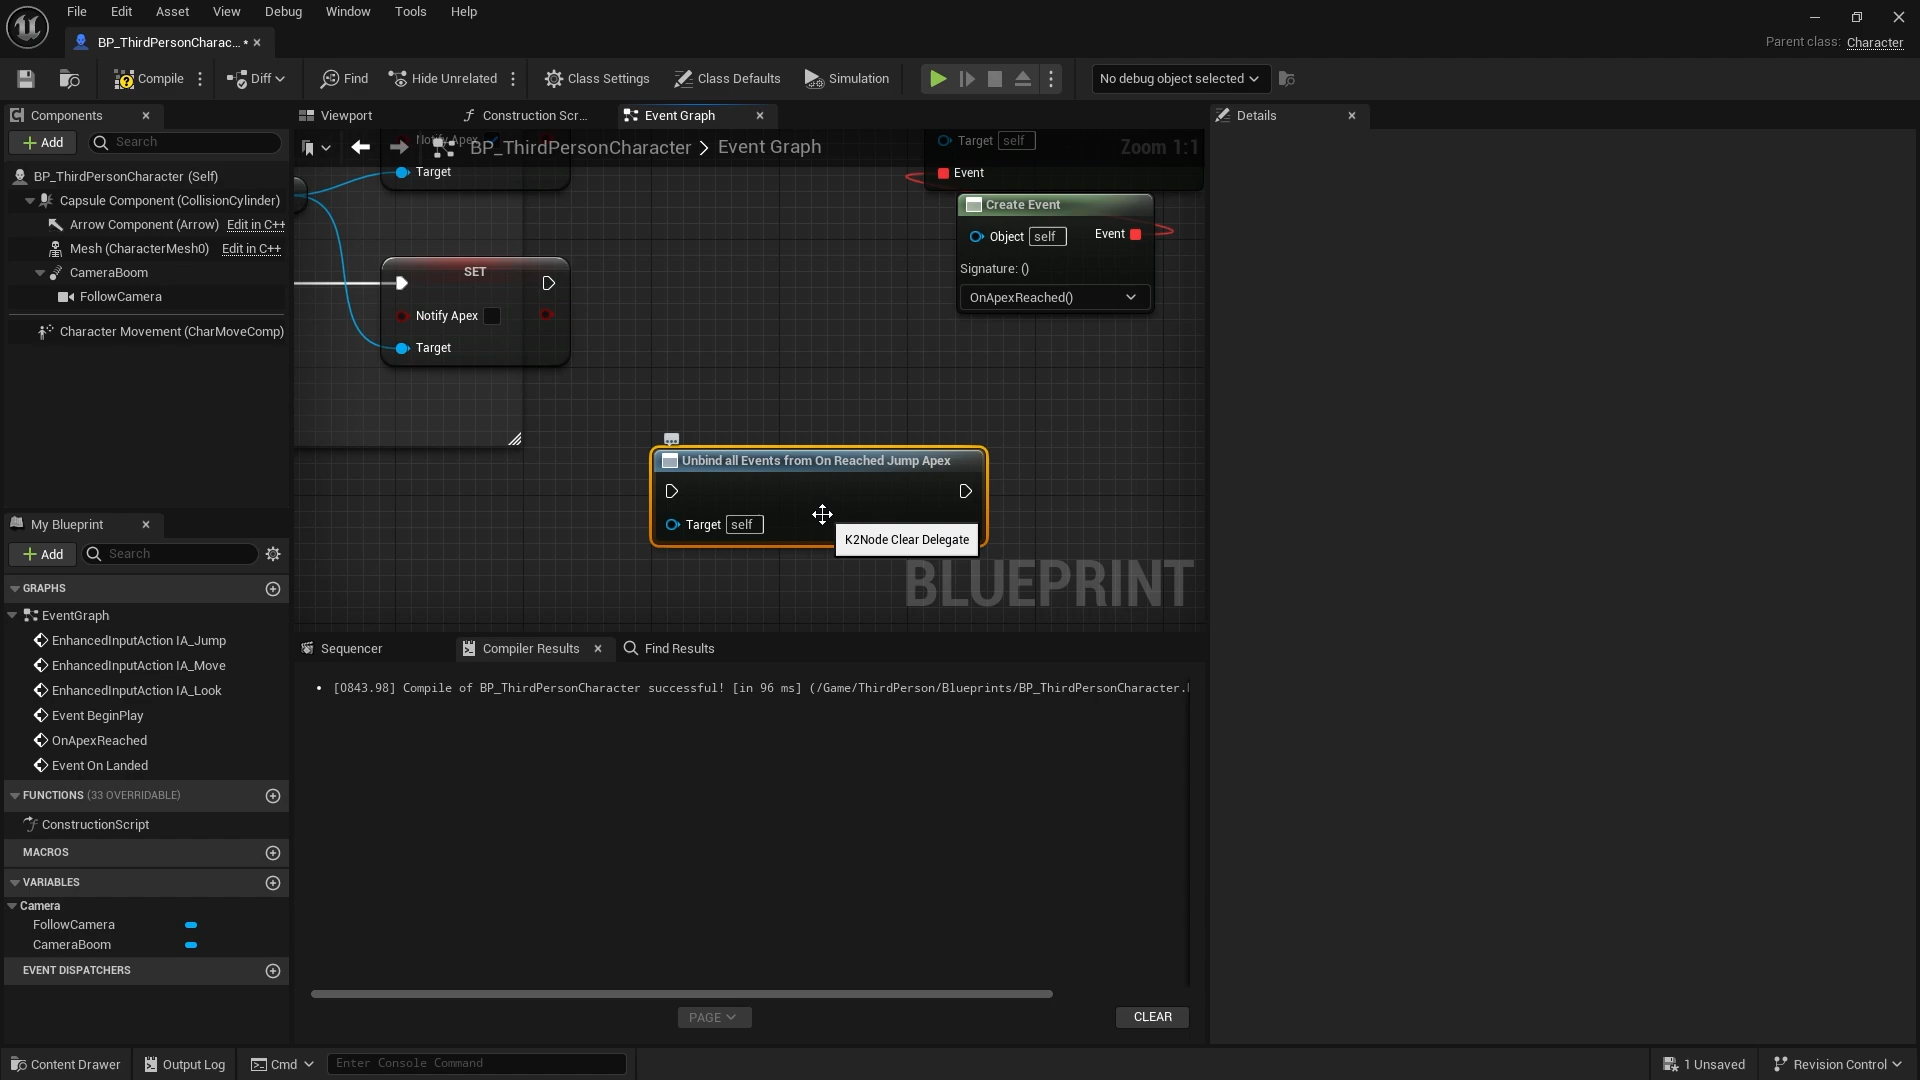 File Edit Asset View Debug Window Tools Help
BP_ThirdPersonCharac... *
Parent class: Character
Compile Diff Find Hide Unrelated Class Settings Class Defaults Simulation No debug object selected
Components
Viewport Construction Scr... Event Graph
Details
Add Search
BP_ThirdPersonCharacter > Event Graph
Zoom 1:1
BP_ThirdPersonCharacter (Self)
Capsule Component (CollisionCylinder)
Arrow Component (Arrow) Edit in C++
Mesh (CharacterMesh0) Edit in C++
CameraBoom
FollowCamera
Character Movement (CharMoveComp)
Notify Apex
Target
Target self
Event
Create Event
Object self Event
Signature: ()
OnApexReached()
SET
Notify Apex
Target
Unbind all Events from On Reached Jump Apex
Target self
K2Node Clear Delegate
BLUEPRINT
My Blueprint
Add Search
GRAPHS
EventGraph
EnhancedInputAction IA_Jump
EnhancedInputAction IA_Move
EnhancedInputAction IA_Look
Event BeginPlay
OnApexReached
Event On Landed
FUNCTIONS (33 OVERRIDABLE)
ConstructionScript
MACROS
VARIABLES
Camera
FollowCamera
CameraBoom
EVENT DISPATCHERS
Sequencer Compiler Results Find Results
[0843.98] Compile of BP_ThirdPersonCharacter successful! [in 96 ms] (/Game/ThirdPerson/Blueprints/BP_ThirdPersonCharacter.
PAGE
CLEAR
Content Drawer Output Log Cmd Enter Console Command 1 Unsaved Revision Control